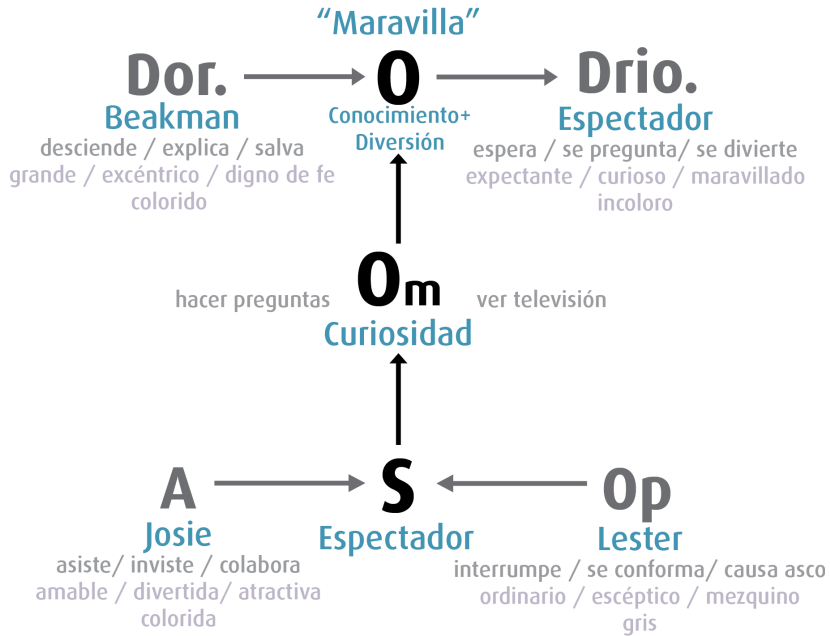 “Maravilla”
Dor.
O
Drio.
Beakman
Conocimiento+
Diversión
Espectador
desciende / explica / salva
grande / excéntrico / digno de fe
colorido
espera / se pregunta/ se divierte
expectante / curioso / maravillado
incoloro
hacer preguntas
Om
ver televisión
Curiosidad
A
S
Op
Josie
Espectador
Lester
asiste/ inviste / colabora
amable / divertida/ atractiva
colorida
interrumpe / se conforma/ causa asco
ordinario / escéptico / mezquino
gris